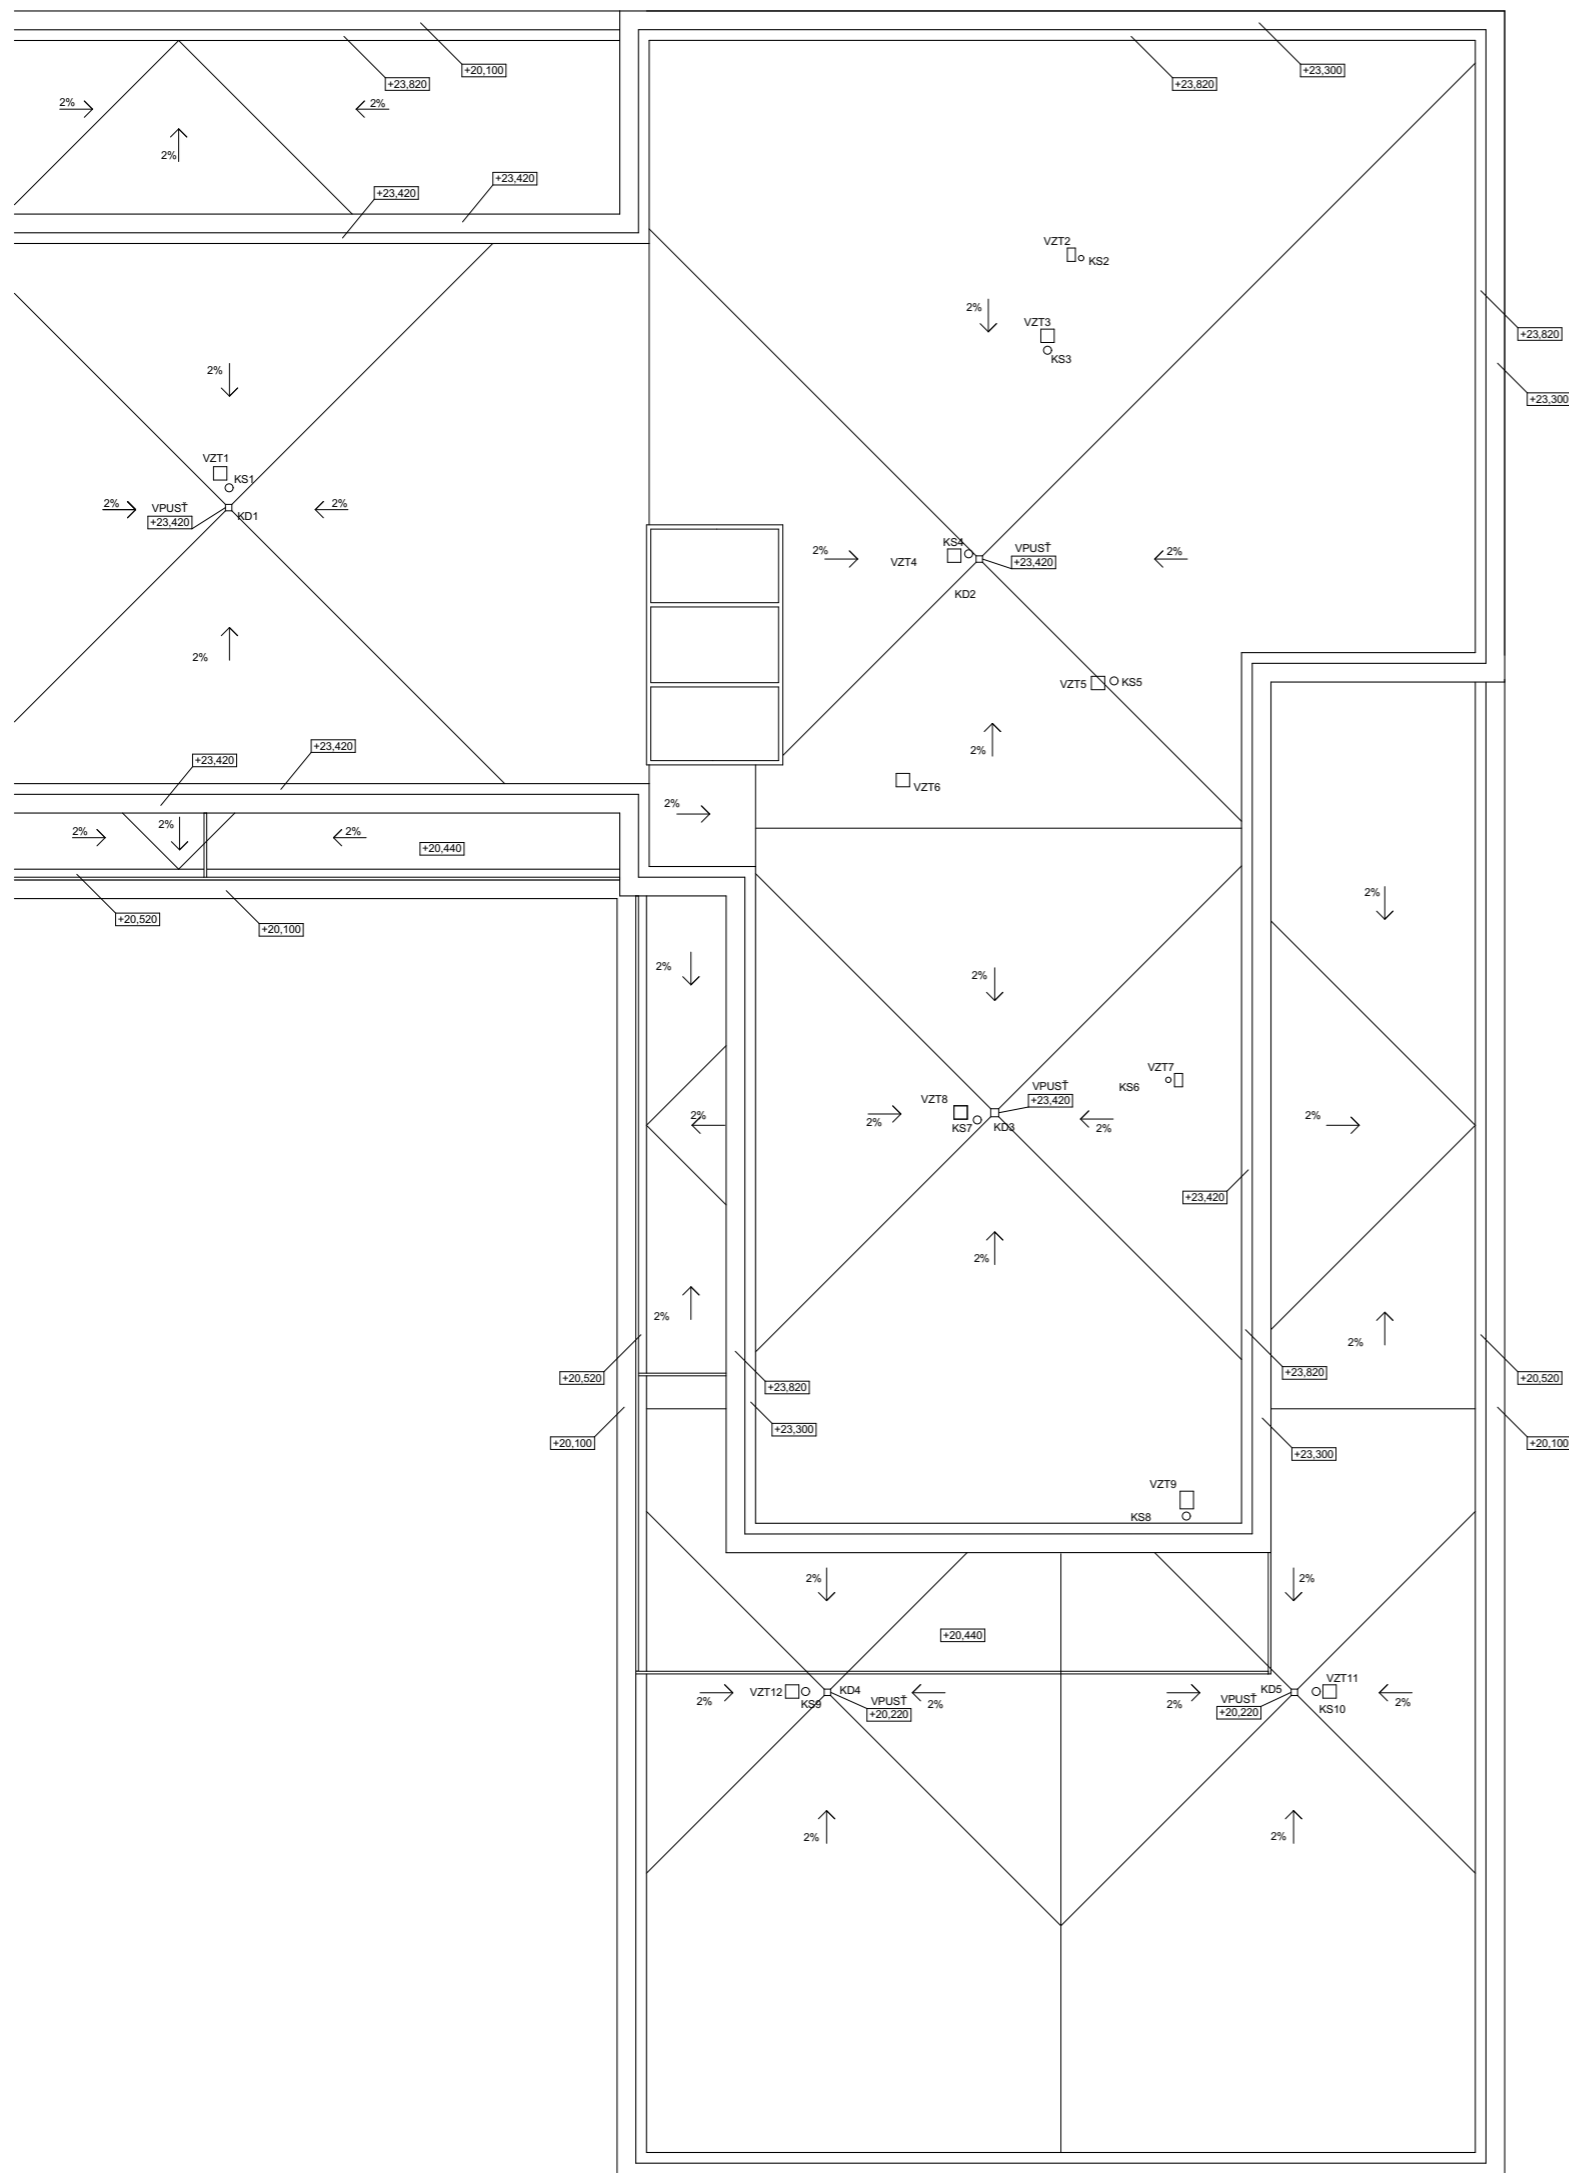 +20,100
+23,820
2%
2%
2%
+23,420
+23,420
+23,300
+23,820
VZT2
KS2
2%
VZT3
KS3
+23,820
+23,300
2%
VZT1
KS1
2%
VPUSŤ
+23,420
KD1
2%
2%
2%
VZT4
KS4
VPUSŤ
+23,420
KD2
2%
VZT5
KS5
2%
VZT6
+23,420
+23,420
2%
2%
2%
2%
+20,440
+20,520
+20,100
2%
2%
2%
2%
2%
VZT7
KS6
VZT8
KS7
VPUSŤ
+23,420
KD3
2%
2%
2%
2%
+23,420
2%
2%
2%
+20,520
+23,820
+23,820
+20,520
+20,100
+23,300
+23,300
+20,100
VZT9
KS8
2%
2%
+20,440
2%
VZT12
KS9
KD4
VPUSŤ
+20,220
2%
2%
KD5
VPUSŤ
+20,220
VZT11
KS10
2%
2%
2%